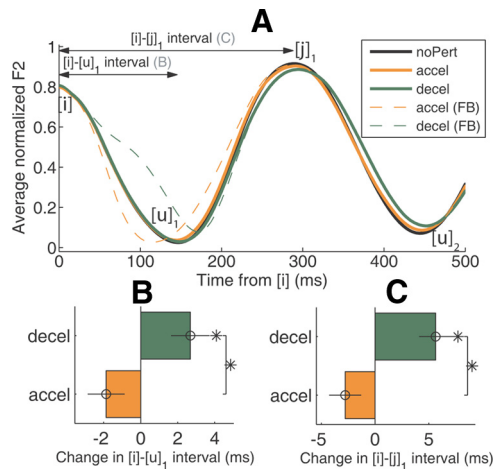 A
[i]-[j]1 interval (C)
[j]1
[i]-[u]1 interval (B)
[i]
[u]1
[u]2
noPert
accel
decel
accel (FB)
decel (FB)
Average normalized F2
1
0.8
0.6
0.4
0.2
0
0 100 200 300 400 500
Time from [i] (ms)
B
decel
accel
-2 0 2 4
Change in [i]-[u]1 interval (ms)
C
decel
accel
-5 0 5
Change in [i]-[j]1 interval (ms)